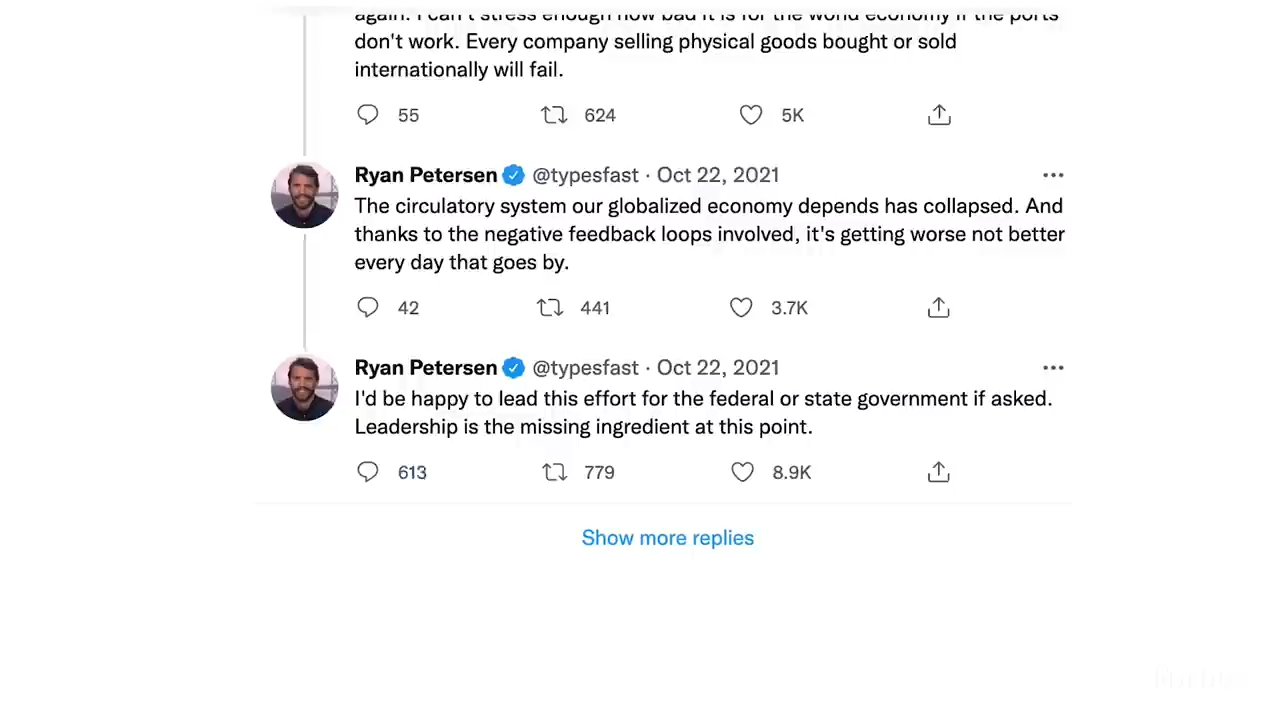 again. I can't stress enough how bad it is for the world economy if the ports
don't work. Every company selling physical goods bought or sold
internationally will fail.
55 624 5K
Ryan Petersen @typesfast · Oct 22, 2021
The circulatory system our globalized economy depends has collapsed. And
thanks to the negative feedback loops involved, it's getting worse not better
every day that goes by.
42 441 3.7K
Ryan Petersen @typesfast · Oct 22, 2021
I'd be happy to lead this effort for the federal or state government if asked.
Leadership is the missing ingredient at this point.
613 779 8.9K
Show more replies